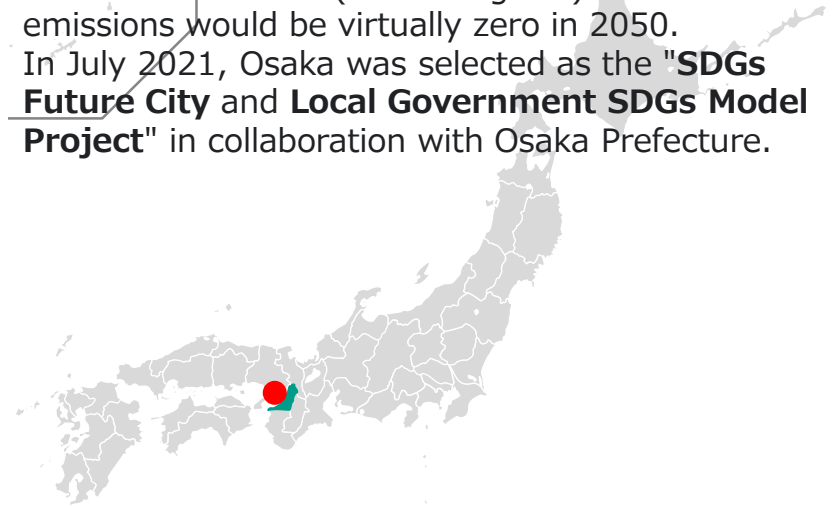 emissions would be virtually zero in 2050.
In July 2021, Osaka was selected as the "SDGs
Future City and Local Government SDGs Model
Project" in collaboration with Osaka Prefecture.